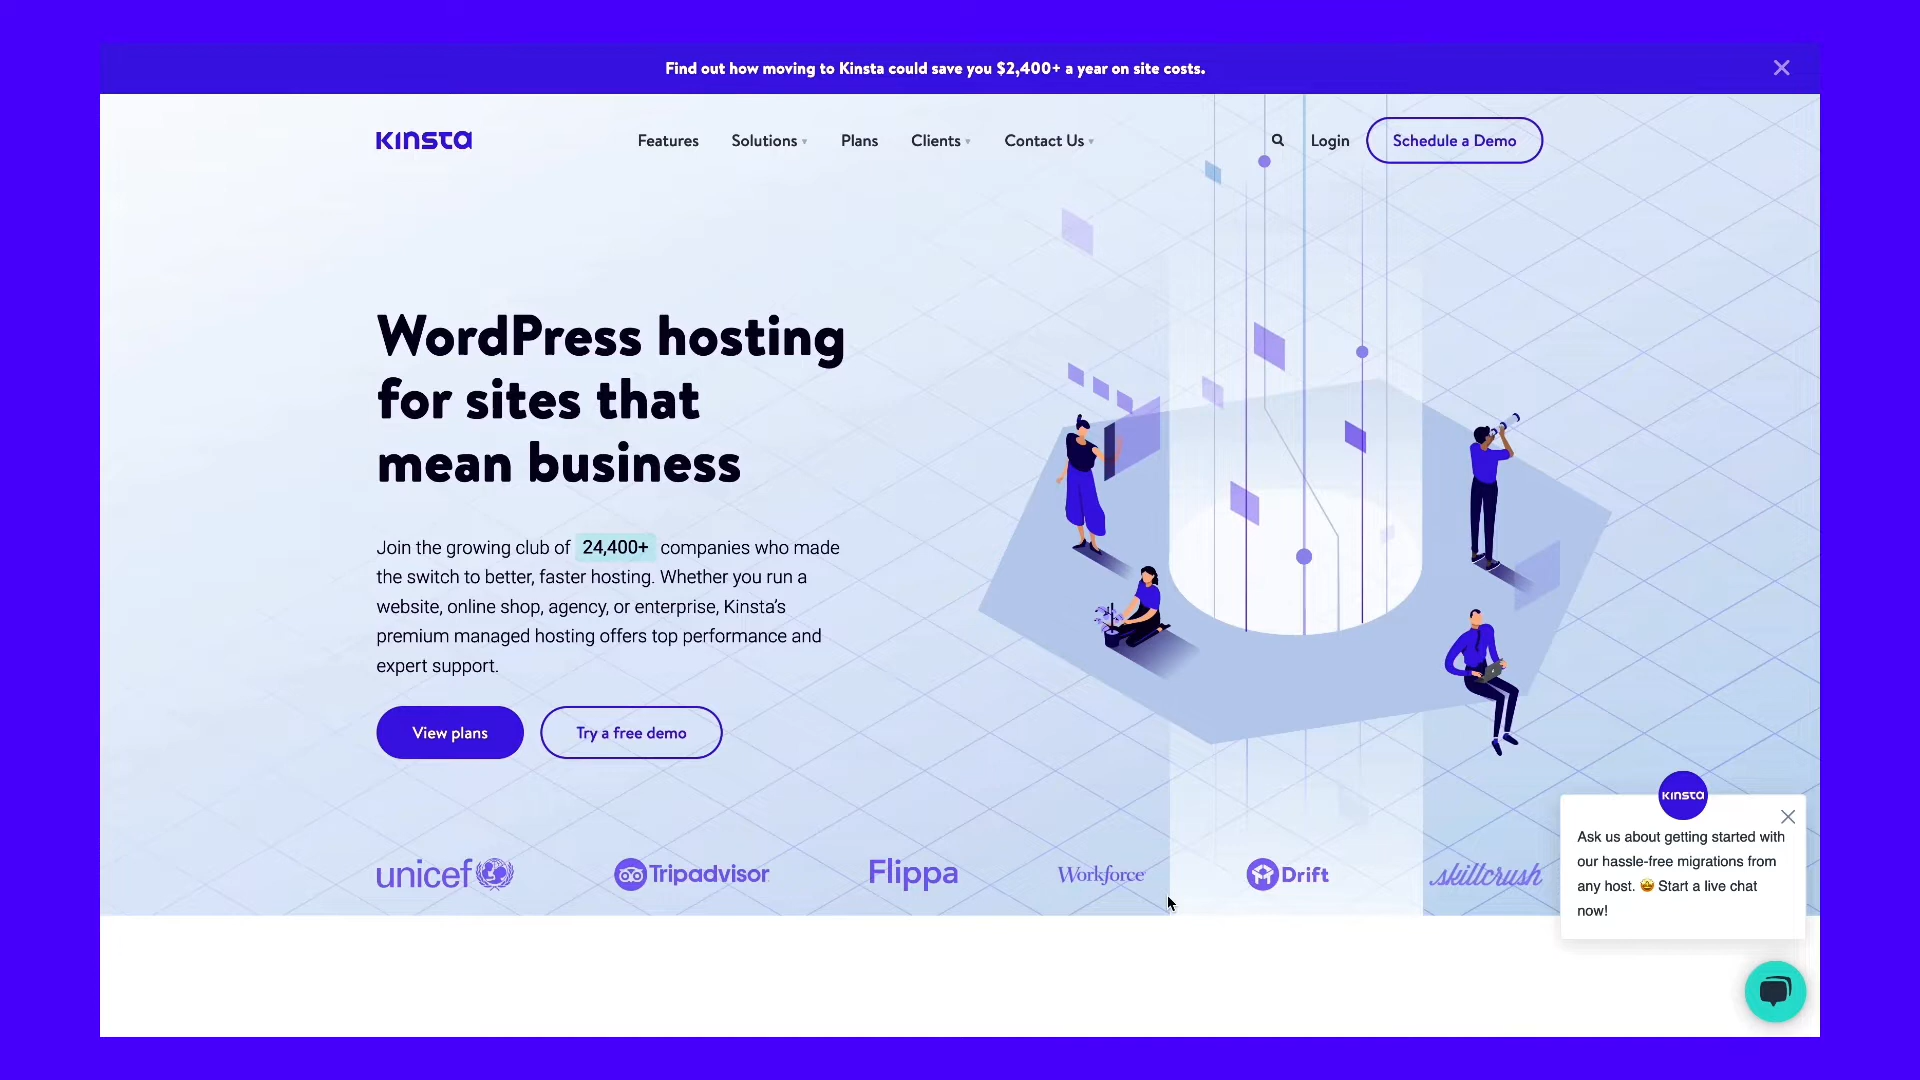 Find out how moving to Kinsta could save you $2,400+ a year on site costs.
KINSTA
Features
Solutions
Plans
Clients
Contact Us
Login
Schedule a Demo
WordPress hosting
for sites that
mean business
Join the growing club of 24,400+ companies who made
the switch to better, faster hosting. Whether you run a
website, online shop, agency, or enterprise, Kinsta’s
premium managed hosting offers top performance and
expert support.
View plans
Try a free demo
unicef
Tripadvisor
Flippa
Workforce
Drift
skillcrush
KINSTA
Ask us about getting started with
our hassle-free migrations from
any host. 🤩 Start a live chat
now!